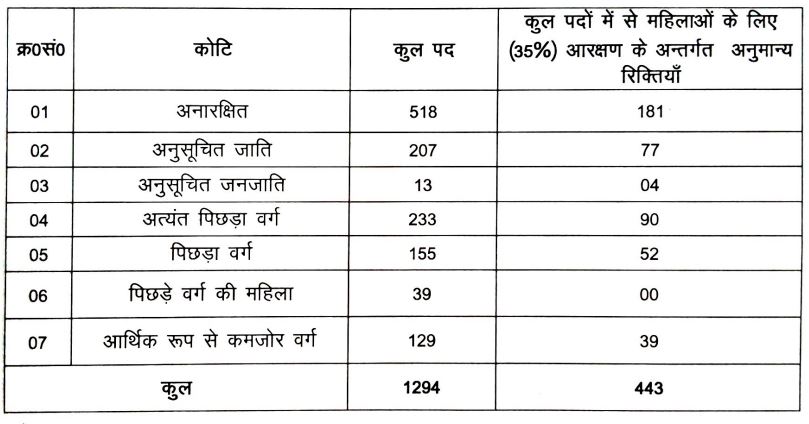 क्र0सं0 कोटि कुल पद कुल पदों में से महिलाओं के लिए
(35%) आरक्षण के अन्तर्गत अनुमान्य
रिक्तियाँ
01 अनारक्षित 518 181
02 अनुसूचित जाति 207 77
03 अनुसूचित जनजाति 13 04
04 अत्यंत पिछड़ा वर्ग 233 90
05 पिछड़ा वर्ग 155 52
06 पिछड़े वर्ग की महिला 39 00
07 आर्थिक रूप से कमजोर वर्ग 129 39
कुल 1294 443